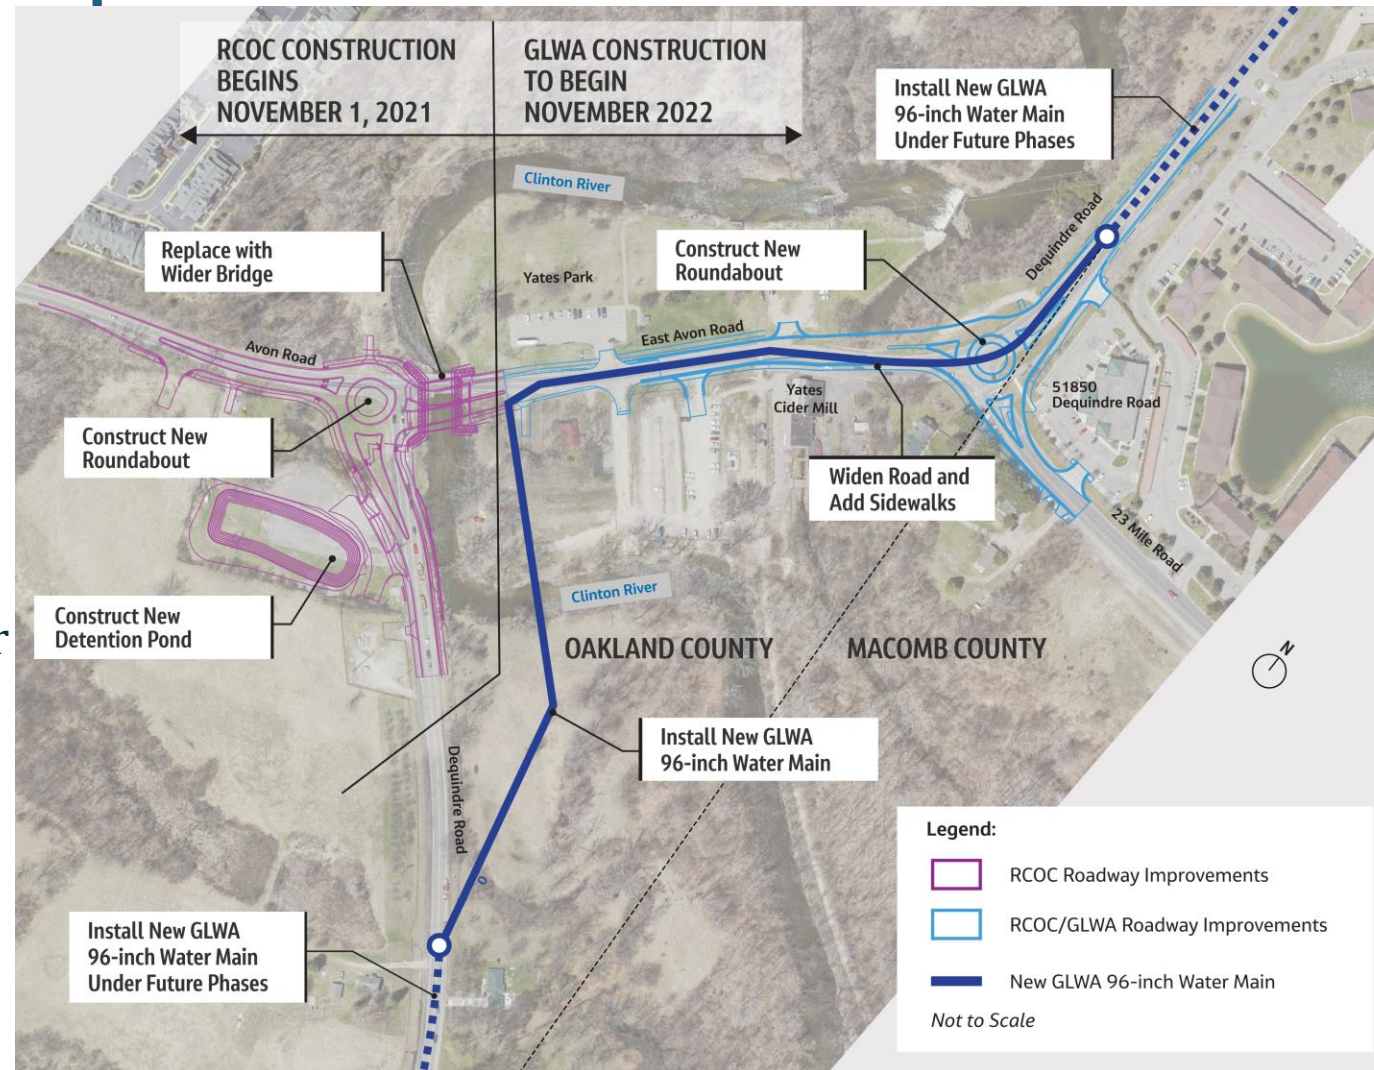 RCOC CONSTRUCTION
BEGINS
NOVEMBER 1, 2021
GLWA CONSTRUCTION
TO BEGIN
NOVEMBER 2022
Install New GLWA
96-inch Water Main
Under Future Phases
Clinton River
Replace with
Wider Bridge
Yates Park
Construct New
Roundabout
Dequindre Road
East Avon Road
Avon Road
Yates
Cider Mill
51850
Dequindre Road
Construct New
Roundabout
Widen Road and
Add Sidewalks
23 Mile Road
Clinton River
Construct New
Detention Pond
r
OAKLAND COUNTY
MACOMB COUNTY
N
Install New GLWA
96-inch Water Main
Dequindre Road
0
Install New GLWA
96-inch Water Main
Under Future Phases
Legend:
RCOC Roadway Improvements
RCOC/GLWA Roadway Improvements
New GLWA 96-inch Water Main
Not to Scale